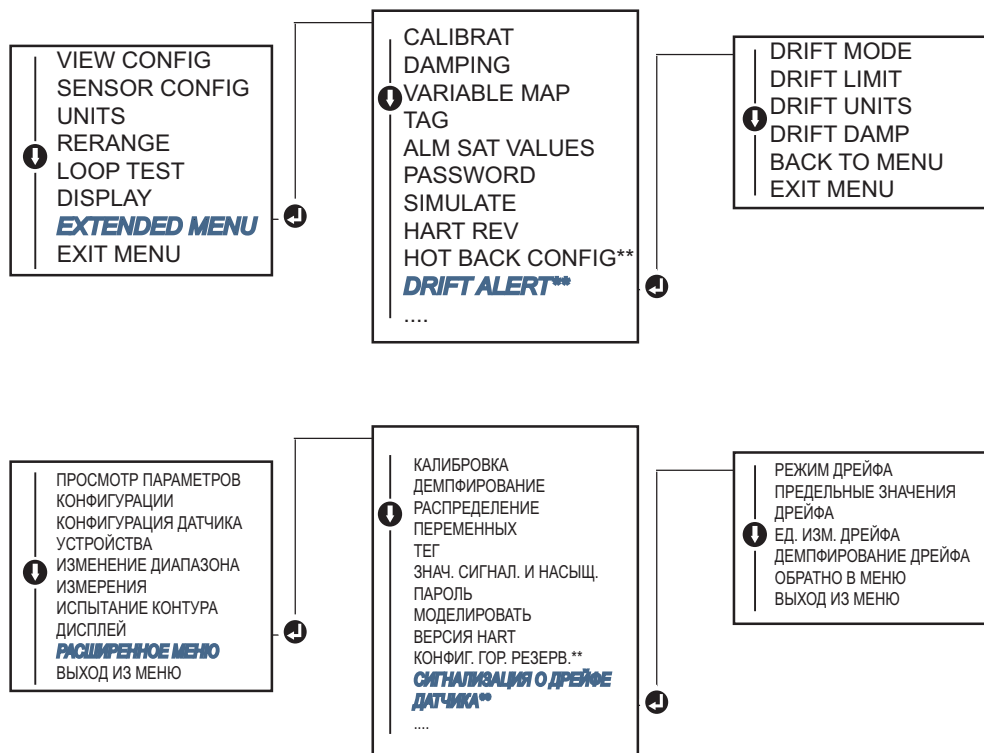 VIEW CONFIG
SENSOR CONFIG
UNITS
RERANGE
LOOP TEST
DISPLAY
EXTENDED MENU
EXIT MENU
CALIBRAT
DAMPING
VARIABLE MAP
TAG
ALM SAT VALUES
PASSWORD
SIMULATE
HART REV
HOT BACK CONFIG**
DRIFT ALERT**
....
DRIFT MODE
DRIFT LIMIT
DRIFT UNITS
DRIFT DAMP
BACK TO MENU
EXIT MENU
ПРОСМОТР ПАРАМЕТРОВ
КОНФИГУРАЦИИ
КОНФИГУРАЦИЯ ДАТЧИКА
УСТРОЙСТВА
ИЗМЕНЕНИЕ ДИАПАЗОНА
ИЗМЕРЕНИЯ
ИСПЫТАНИЕ КОНТУРА
ДИСПЛЕЙ
РАСШИРЕННОЕ МЕНЮ
ВЫХОД ИЗ МЕНЮ
КАЛИБРОВКА
ДЕМПФИРОВАНИЕ
РАСПРЕДЕЛЕНИЕ
ПЕРЕМЕННЫХ
ТЕГ
ЗНАЧ. СИГНАЛ. И НАСЫЩ.
ПАРОЛЬ
МОДЕЛИРОВАТЬ
ВЕРСИЯ HART
КОНФИГ. ГОР. РЕЗЕРВ.**
СИГНАЛИЗАЦИЯ О ДРЕЙФЕ
ДАТЧИКА**
....
РЕЖИМ ДРЕЙФА
ПРЕДЕЛЬНЫЕ ЗНАЧЕНИЯ
ДРЕЙФА
ЕД. ИЗМ. ДРЕЙФА
ДЕМПФИРОВАНИЕ ДРЕЙФА
ОБРАТНО В МЕНЮ
ВЫХОД ИЗ МЕНЮ